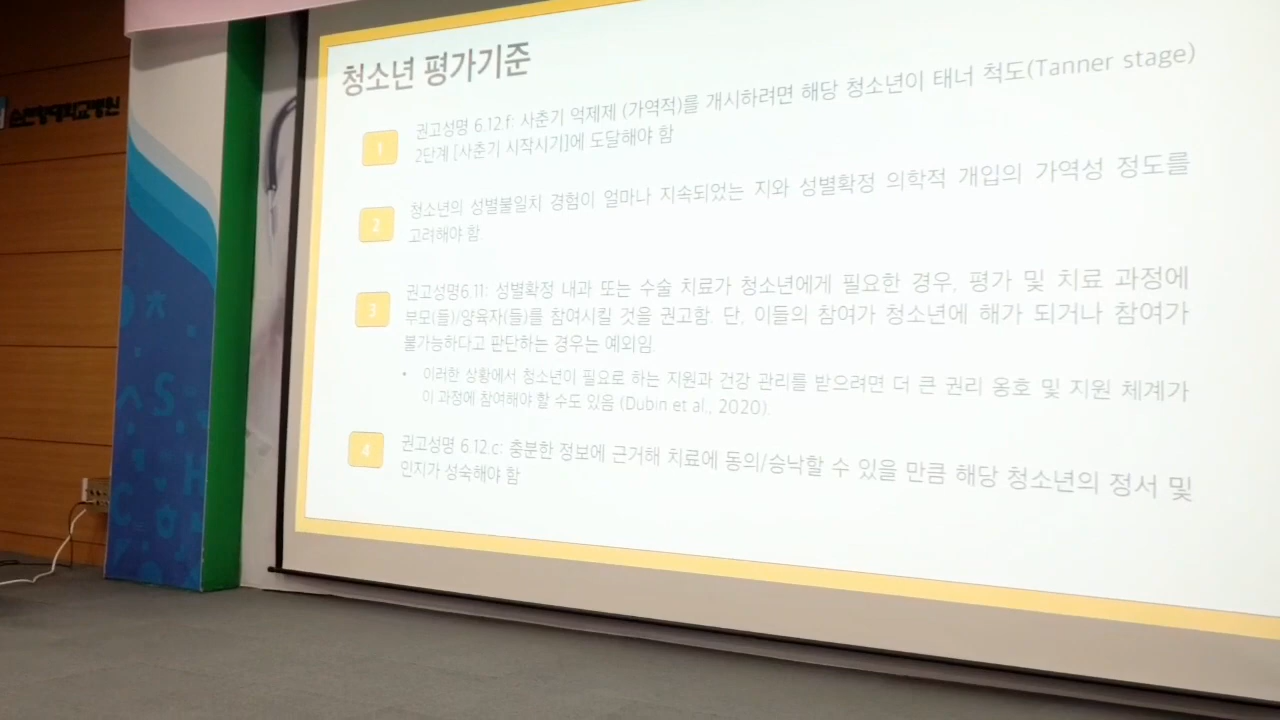 순천향대학교병원
청소년 평가기준
1
권고성명 6.12.f: 사춘기 억제제 (가역적)를 개시하려면 해당 청소년이 태너 척도(Tanner stage)
2단계 [사춘기 시작시기]에 도달해야 함
2
청소년의 성별불일치 경험이 얼마나 지속되었는 지와 성별확정 의학적 개입의 가역성 정도를
고려해야 함.
3
권고성명6.11: 성별확정 내과 또는 수술 치료가 청소년에게 필요한 경우, 평가 및 치료 과정에
부모(들)/양육자(들)를 참여시킬 것을 권고함. 단, 이들의 참여가 청소년에 해가 되거나 참여가
불가능하다고 판단하는 경우는 예외임.
• 이러한 상황에서 청소년이 필요로 하는 지원과 건강 관리를 받으려면 더 큰 권리 옹호 및 지원 체계가
이 과정에 참여해야 할 수도 있음 (Dubin et al., 2020).
4
권고성명 6.12.c: 충분한 정보에 근거해 치료에 동의/승낙할 수 있을 만큼 해당 청소년의 정서 및
인지가 성숙해야 함